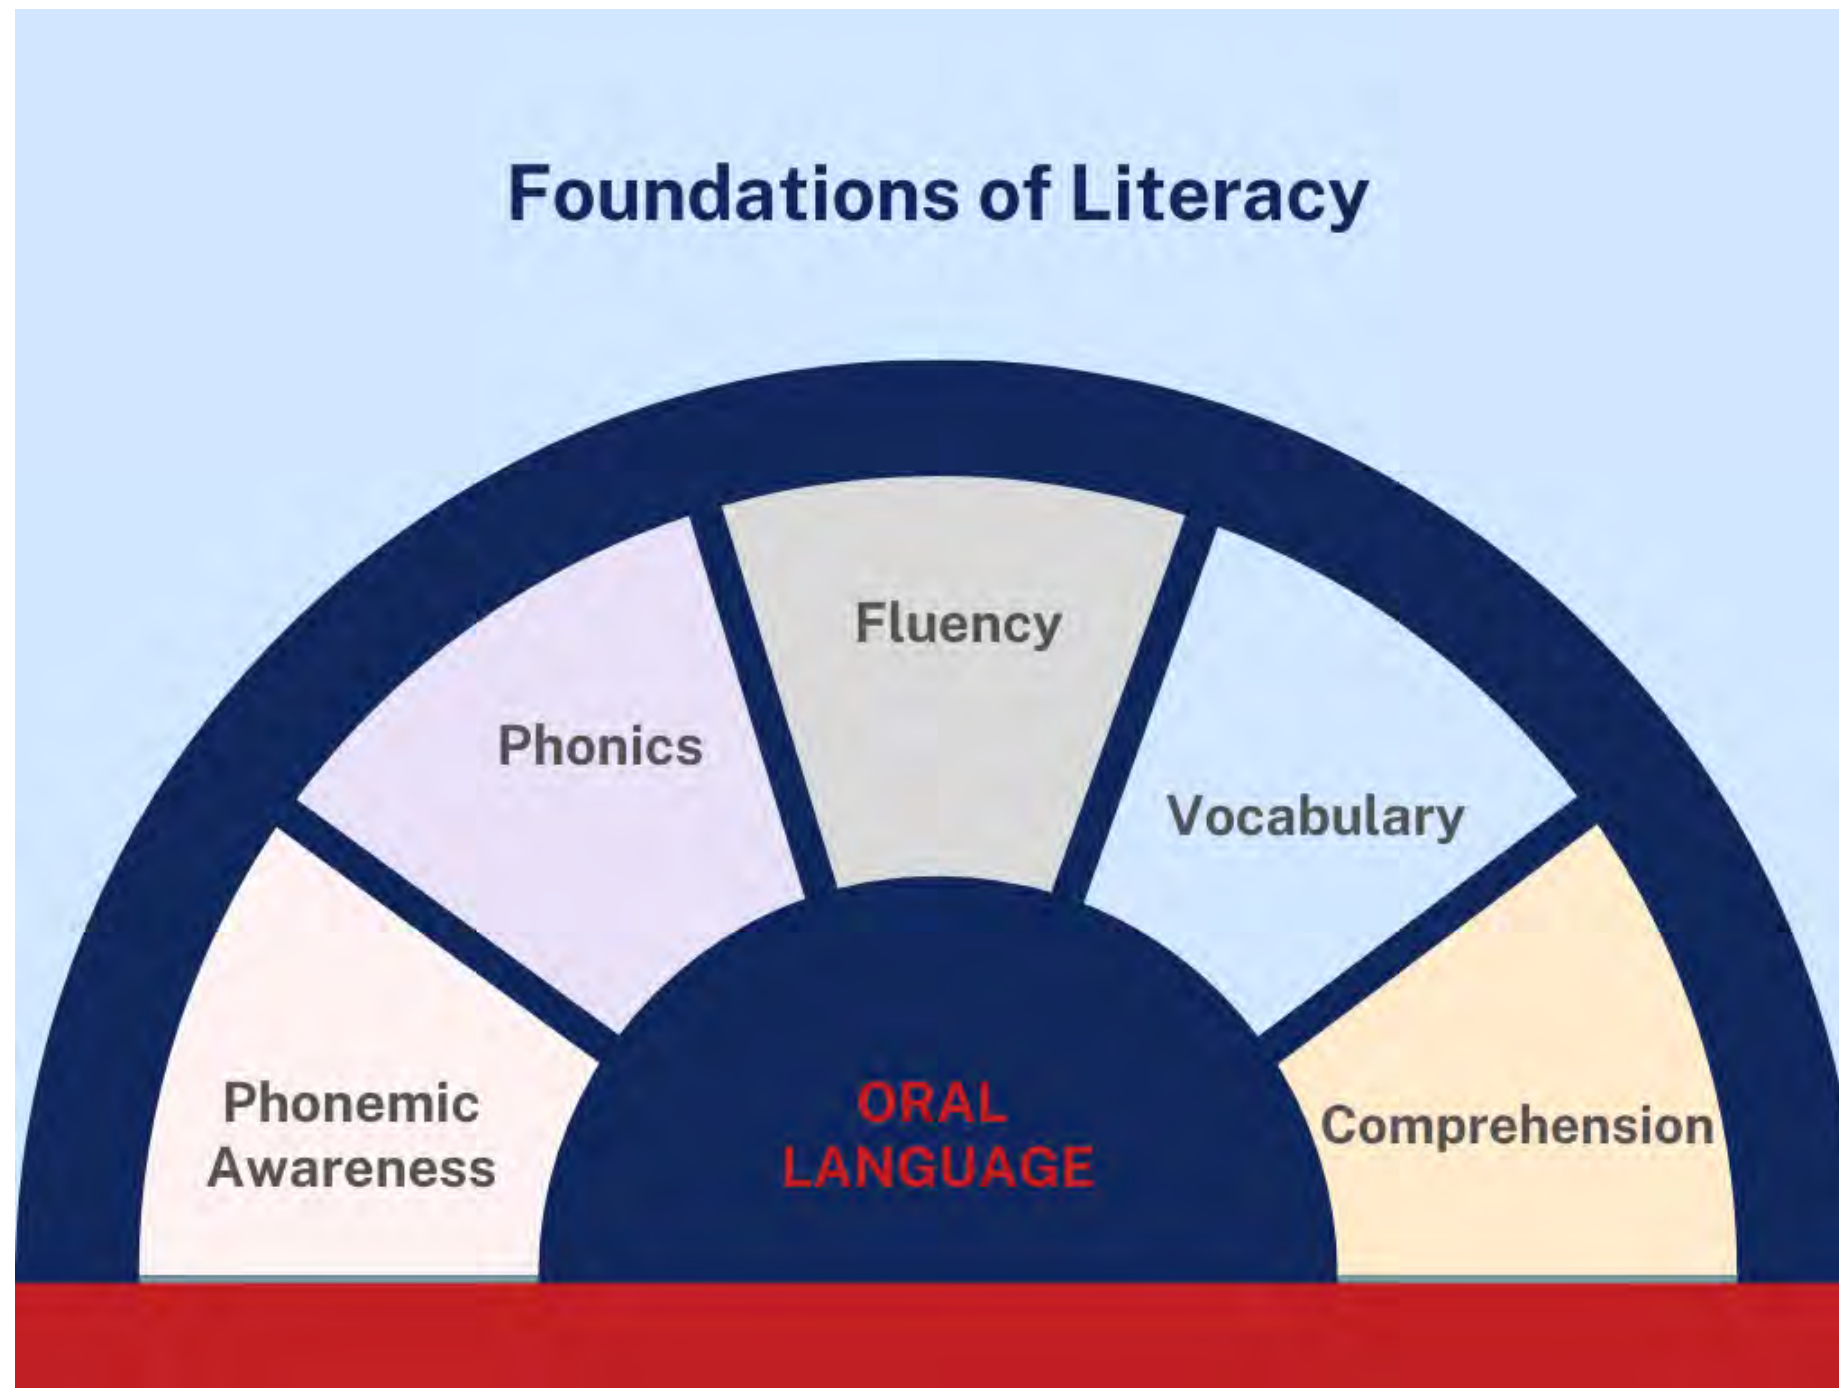 Foundations of Literacy
Fluency
Phonics
Vocabulary
Phonemic
Awareness
ORAL
LANGUAGE
Comprehension